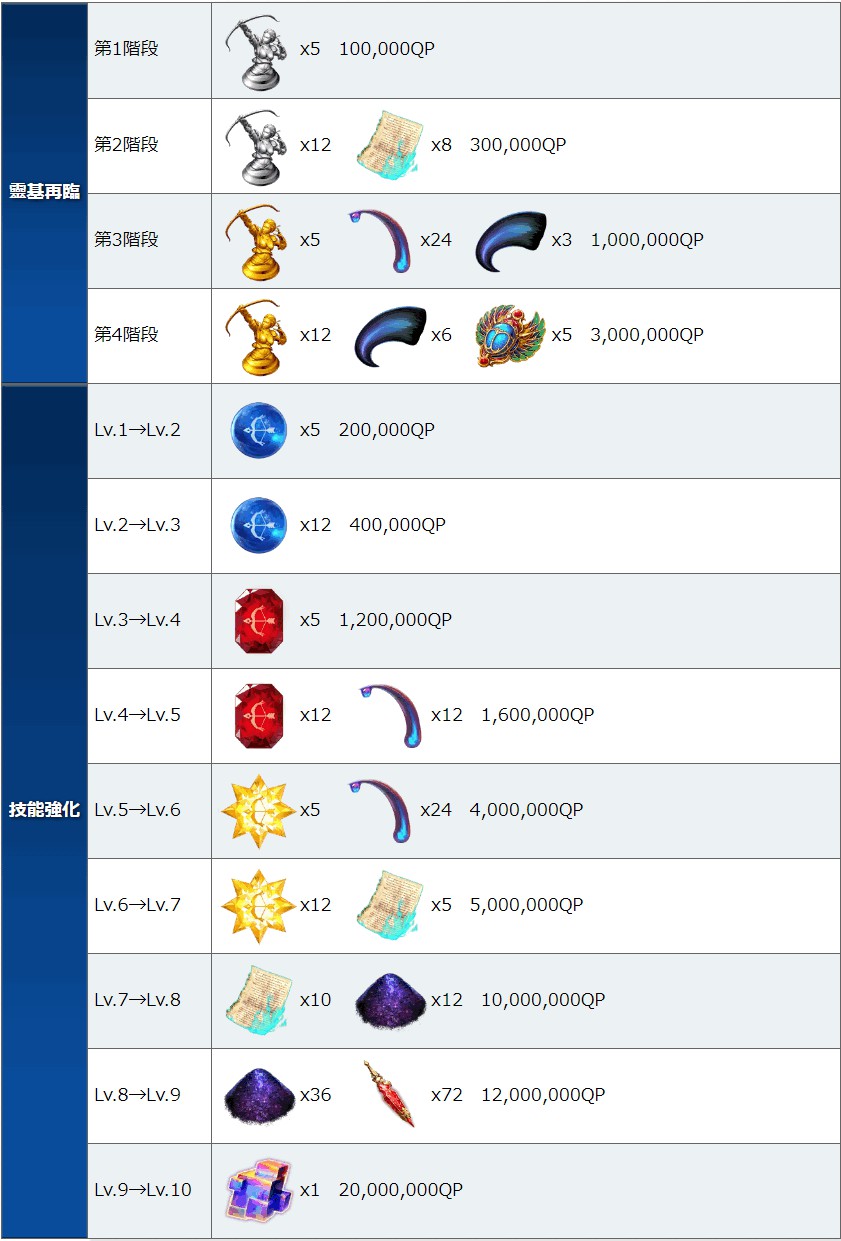 靈基再臨
第1階段 x5 100,000QP
第2階段 x12 x8 300,000QP
第3階段 x5 x24 x3 1,000,000QP
第4階段 x12 x6 x5 3,000,000QP
技能強化
Lv.1→Lv.2 x5 200,000QP
Lv.2→Lv.3 x12 400,000QP
Lv.3→Lv.4 x5 1,200,000QP
Lv.4→Lv.5 x12 x12 1,600,000QP
Lv.5→Lv.6 x5 x24 4,000,000QP
Lv.6→Lv.7 x12 x5 5,000,000QP
Lv.7→Lv.8 x10 x12 10,000,000QP
Lv.8→Lv.9 x36 x72 12,000,000QP
Lv.9→Lv.10 x1 20,000,000QP